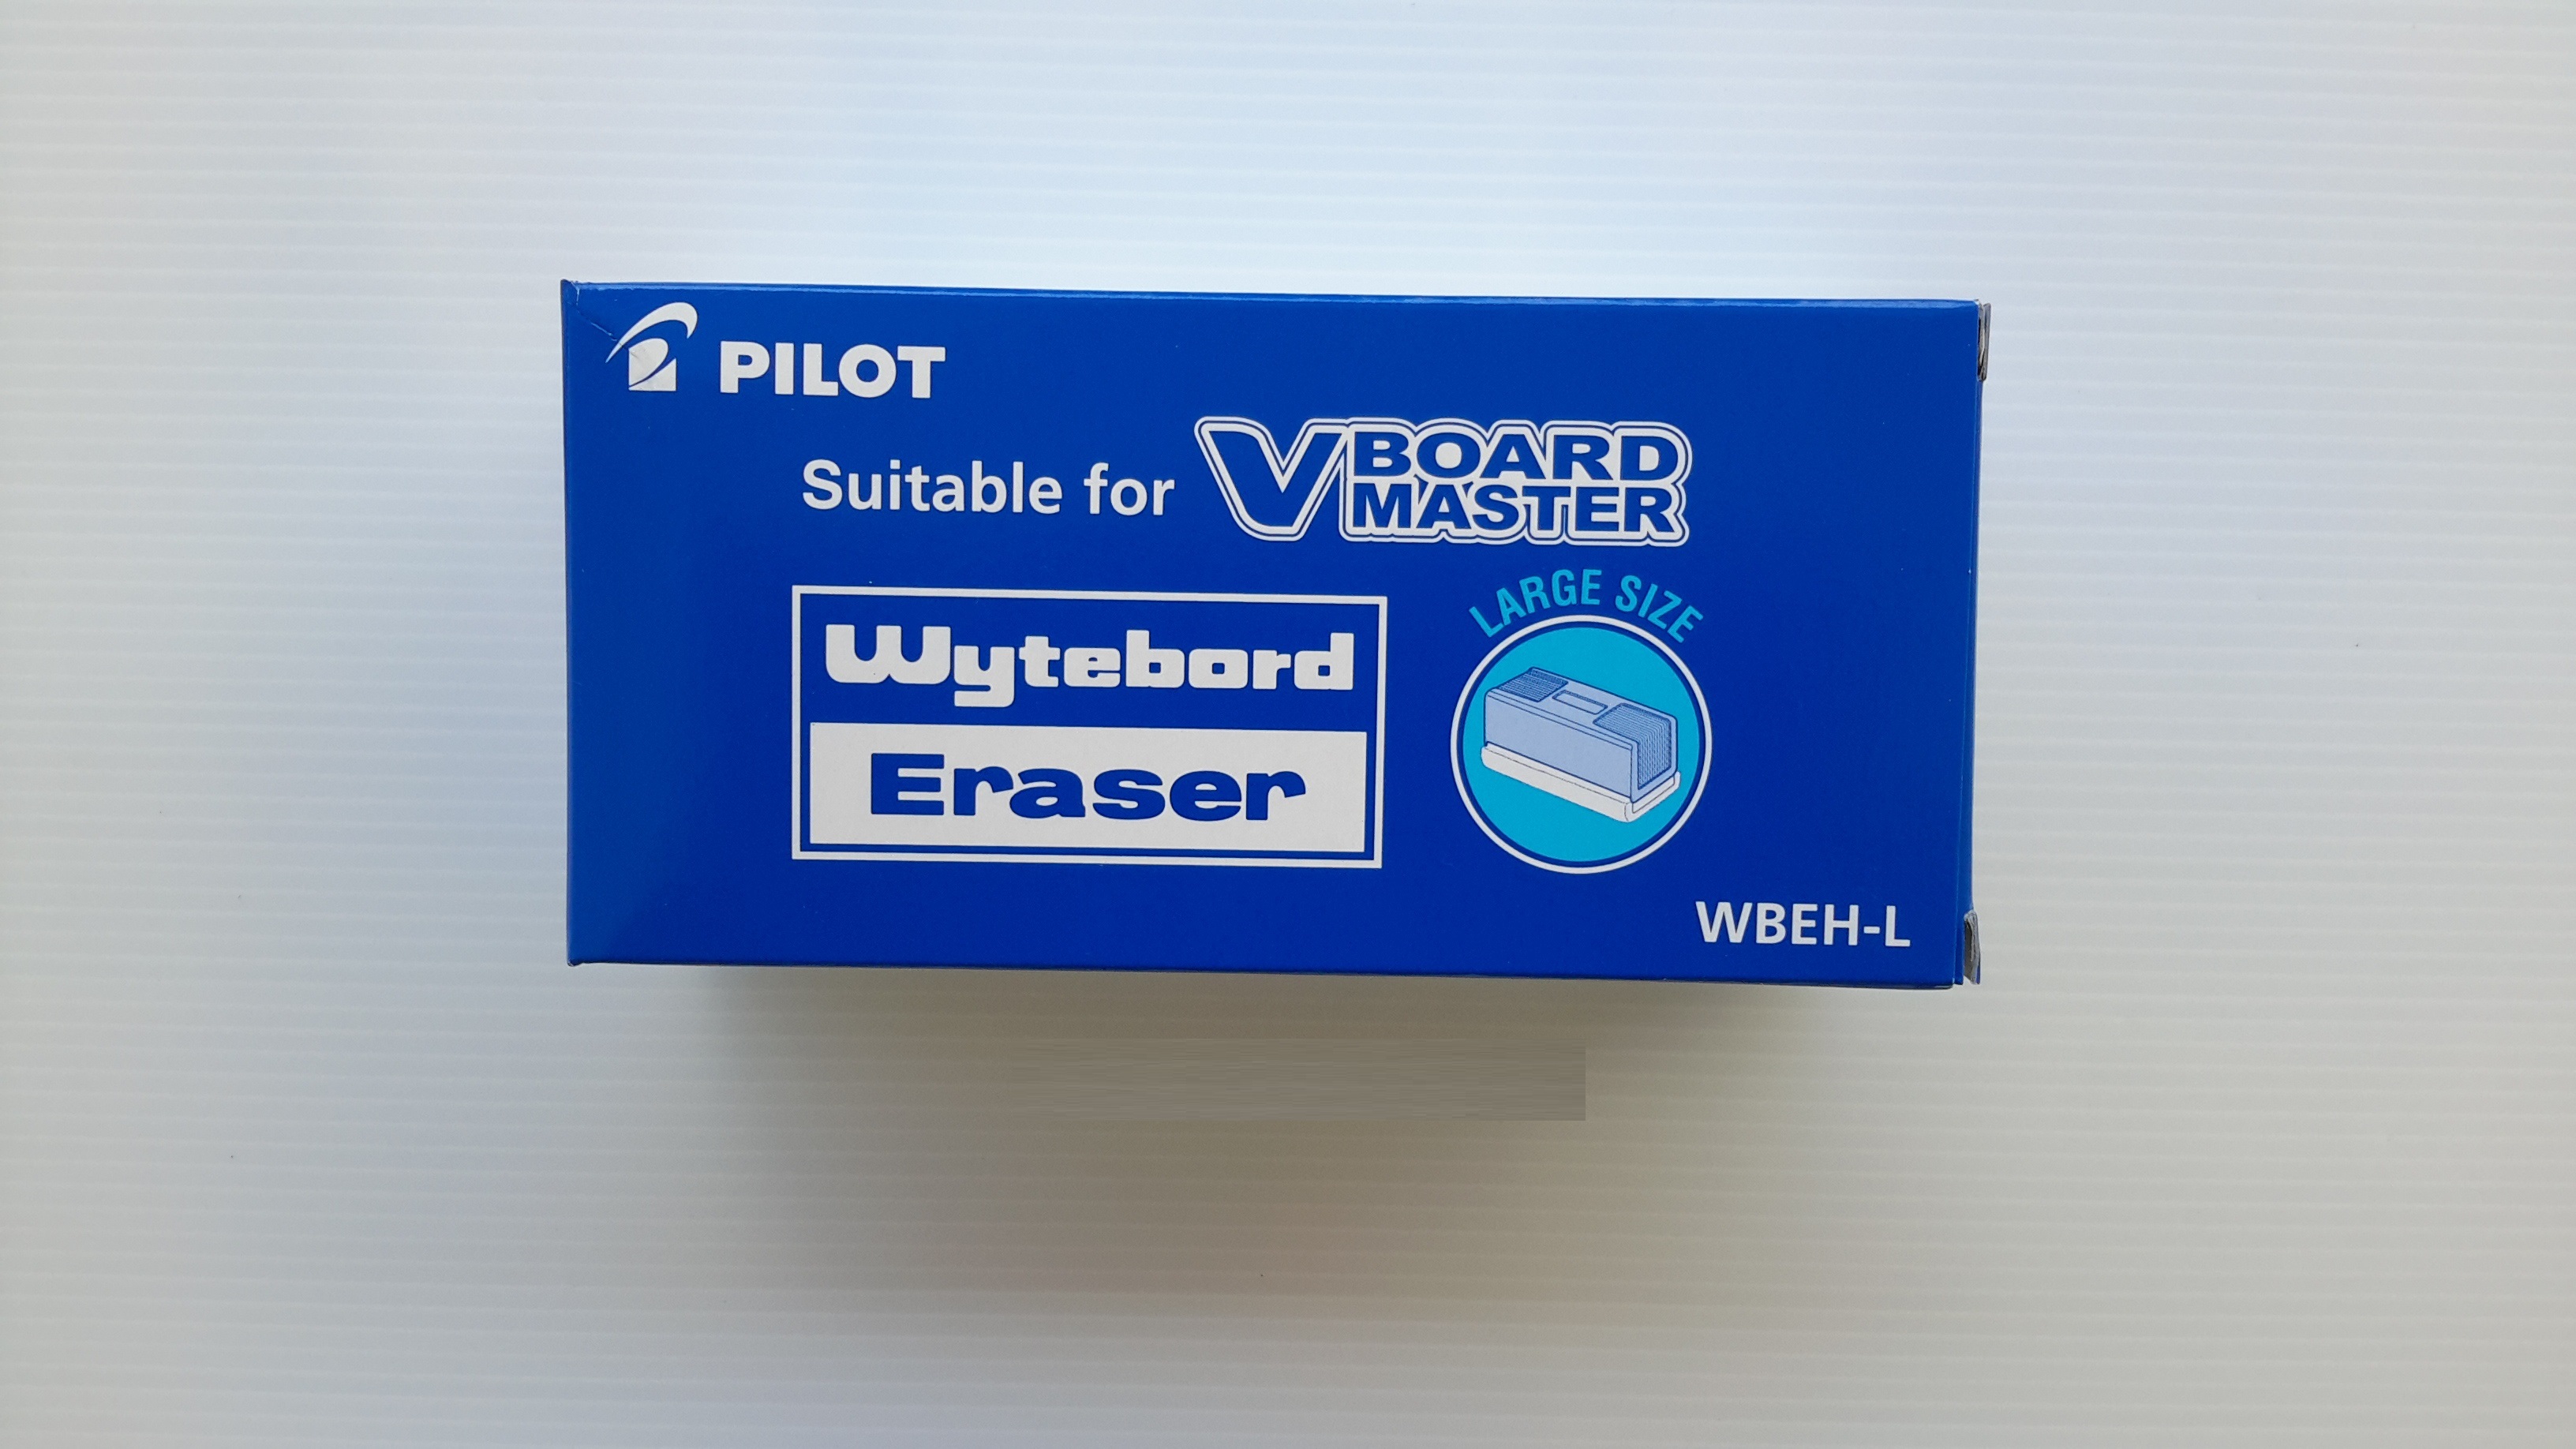 PILOT
Suitable for V BOARD MASTER
Wytebord
Eraser
LARGE SIZE
WBEH-L